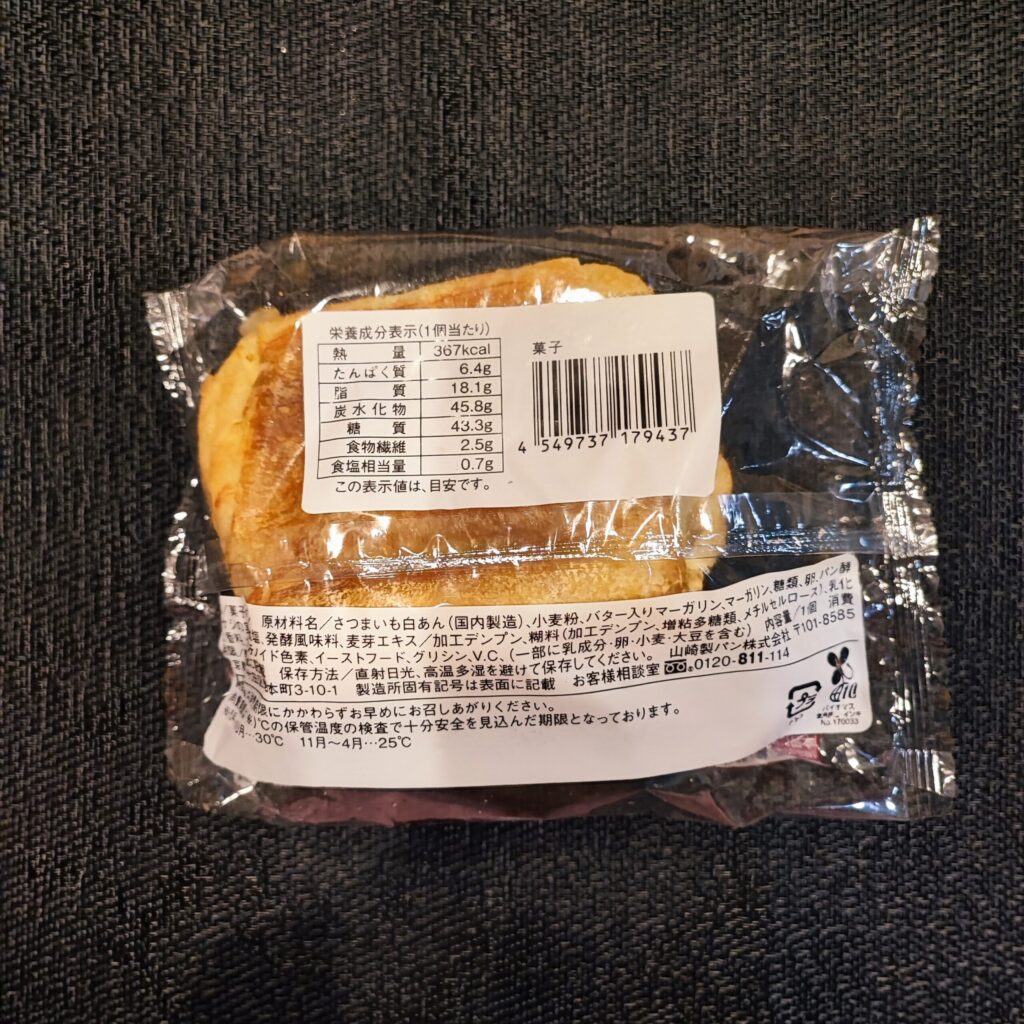 栄養成分表示(1個当たり)
熱量 367kcal
たんぱく質 6.4g
脂質 18.1g
炭水化物 45.8g
糖質 43.3g
食物繊維 2.5g
食塩相当量 0.7g
この表示値は、目安です。
菓子
4 549737 179437
原材料名/さつまいも白あん(国内製造)、小麦粉、バター入りマーガリン、マーガリン、糖類、卵、パン酵
発酵風味料、麦芽エキス/加工デンプン、糊料(加工デンプン、増粘多糖類、メチルセルロース)、乳化
イド色素、イーストフード、グリシン、V.C、(一部に乳成分・卵・小麦・大豆を含む) 内容量/1個 消費
保存方法/直射日光、高温多湿を避けて保存してください。 山崎製パン株式会社 〒101-8585
本町3-10-1 製造所固有記号は表面に記載 お客様相談室 0120-811-114
にかかわらずお早めにお召しあがりください。
℃の保管温度の検査で十分安全を見込んだ期限となっております。
月…30℃ 11月〜4月…25℃
バイオマス
No.170033